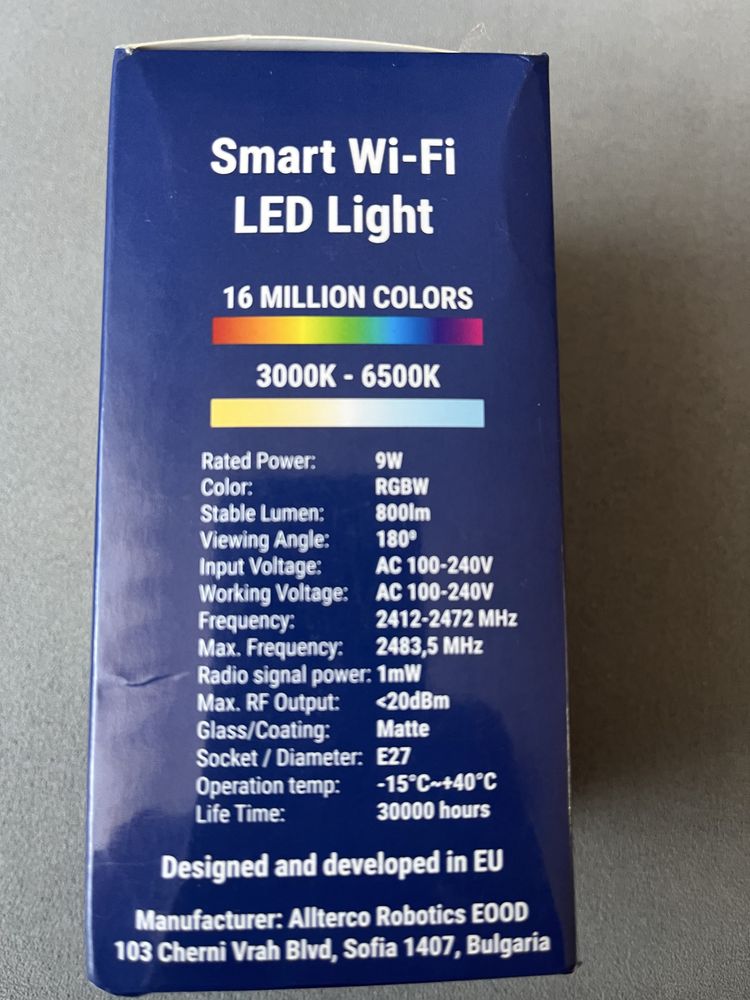 Smart Wi-Fi
LED Light
16 MILLION COLORS
3000K - 6500K
Rated Power: 9W
Color: RGBW
Stable Lumen: 800lm
Viewing Angle: 180º
Input Voltage: AC 100-240V
Working Voltage: AC 100-240V
Frequency: 2412-2472 MHz
Max. Frequency: 2483,5 MHz
Radio signal power: 1mW
Max. RF Output: <20dBm
Glass/Coating: Matte
Socket / Diameter: E27
Operation temp: -15°C~+40°C
Life Time: 30000 hours
Designed and developed in EU
Manufacturer: Allterco Robotics EOOD
103 Cherni Vrah Blvd, Sofia 1407, Bulgaria